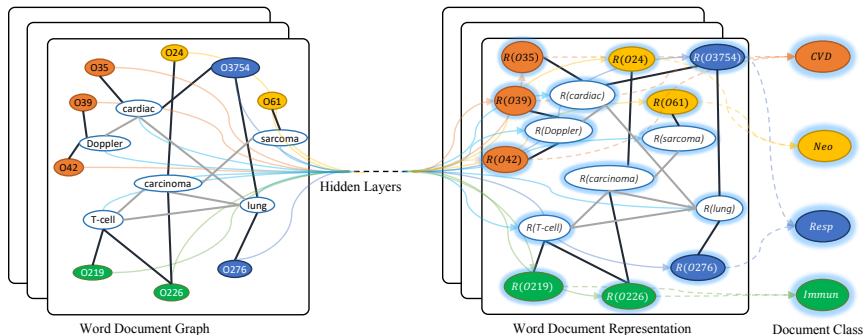 O24
O35
O3754
O39
O61
cardiac
Doppler
sarcoma
O42
carcinoma
T-cell
lung
O219
O276
O226
Word Document Graph
Hidden Layers
R(O35)
R(O24)
R(O3754)
R(O39)
R(cardiac)
R(O61)
R(Doppler)
R(sarcoma)
R(O42)
R(carcinoma)
R(lung)
R(T-cell)
R(O276)
R(O219)
R(O226)
Word Document Representation
CVD
Neo
Resp
Immun
Document Class